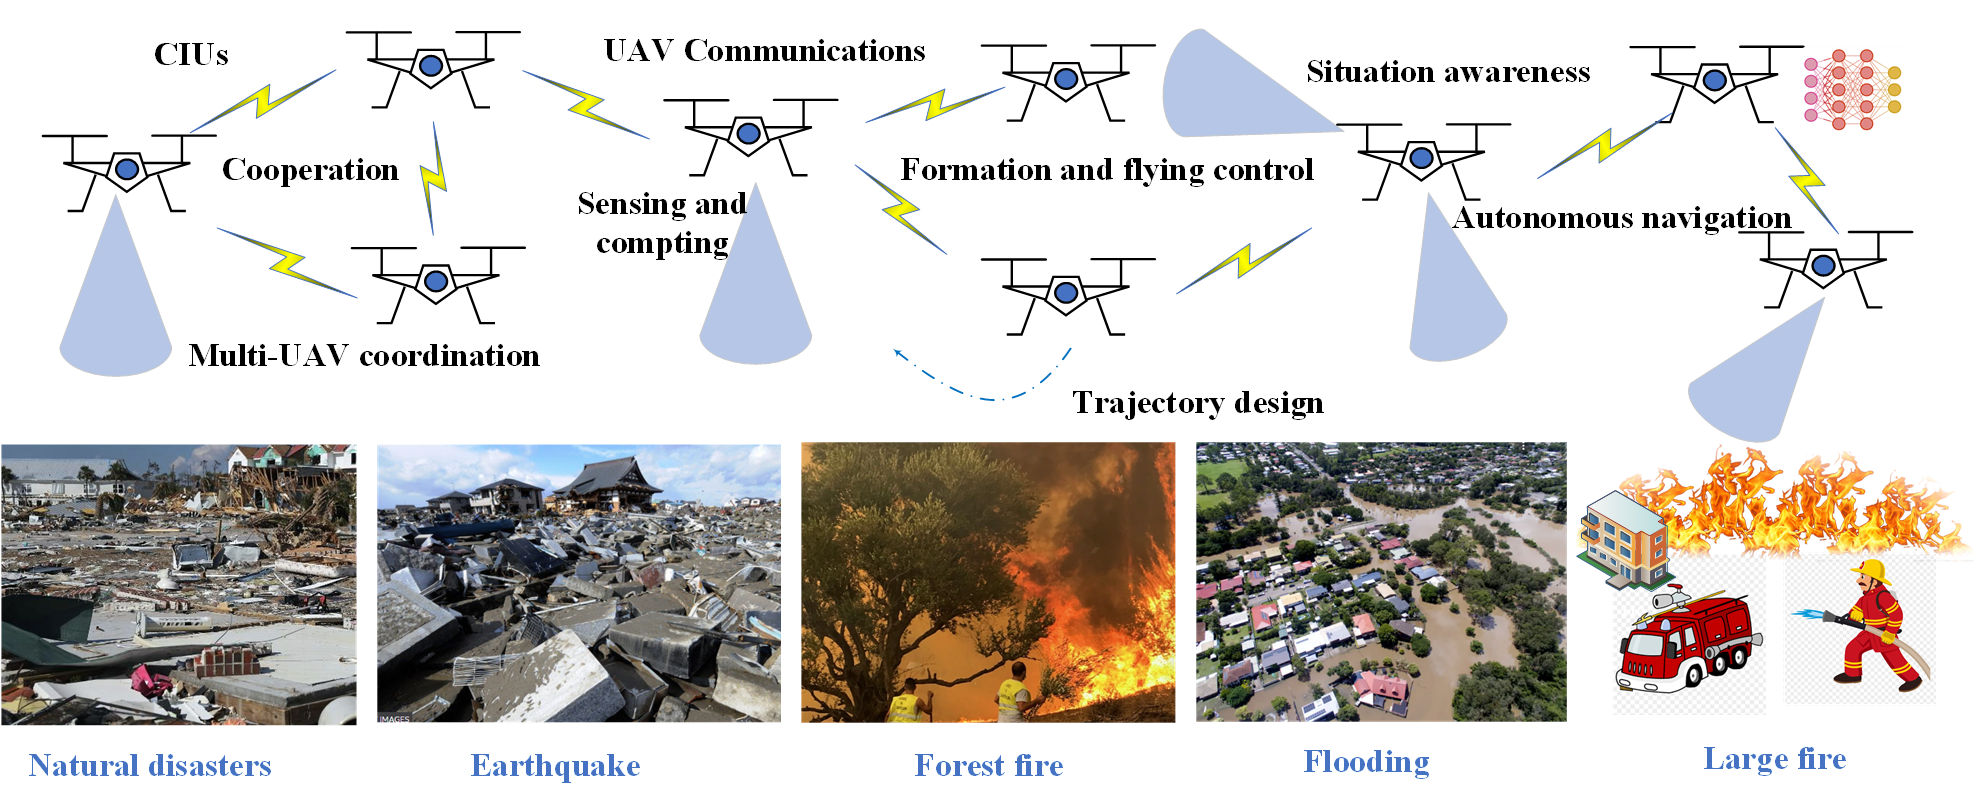 CIUs
UAV Communications
Situation awareness
Cooperation
Formation and flying control
Sensing and
compting
Autonomous navigation
Multi-UAV coordination
Trajectory design
IMAGES
Natural disasters
Earthquake
Forest fire
Flooding
Large fire